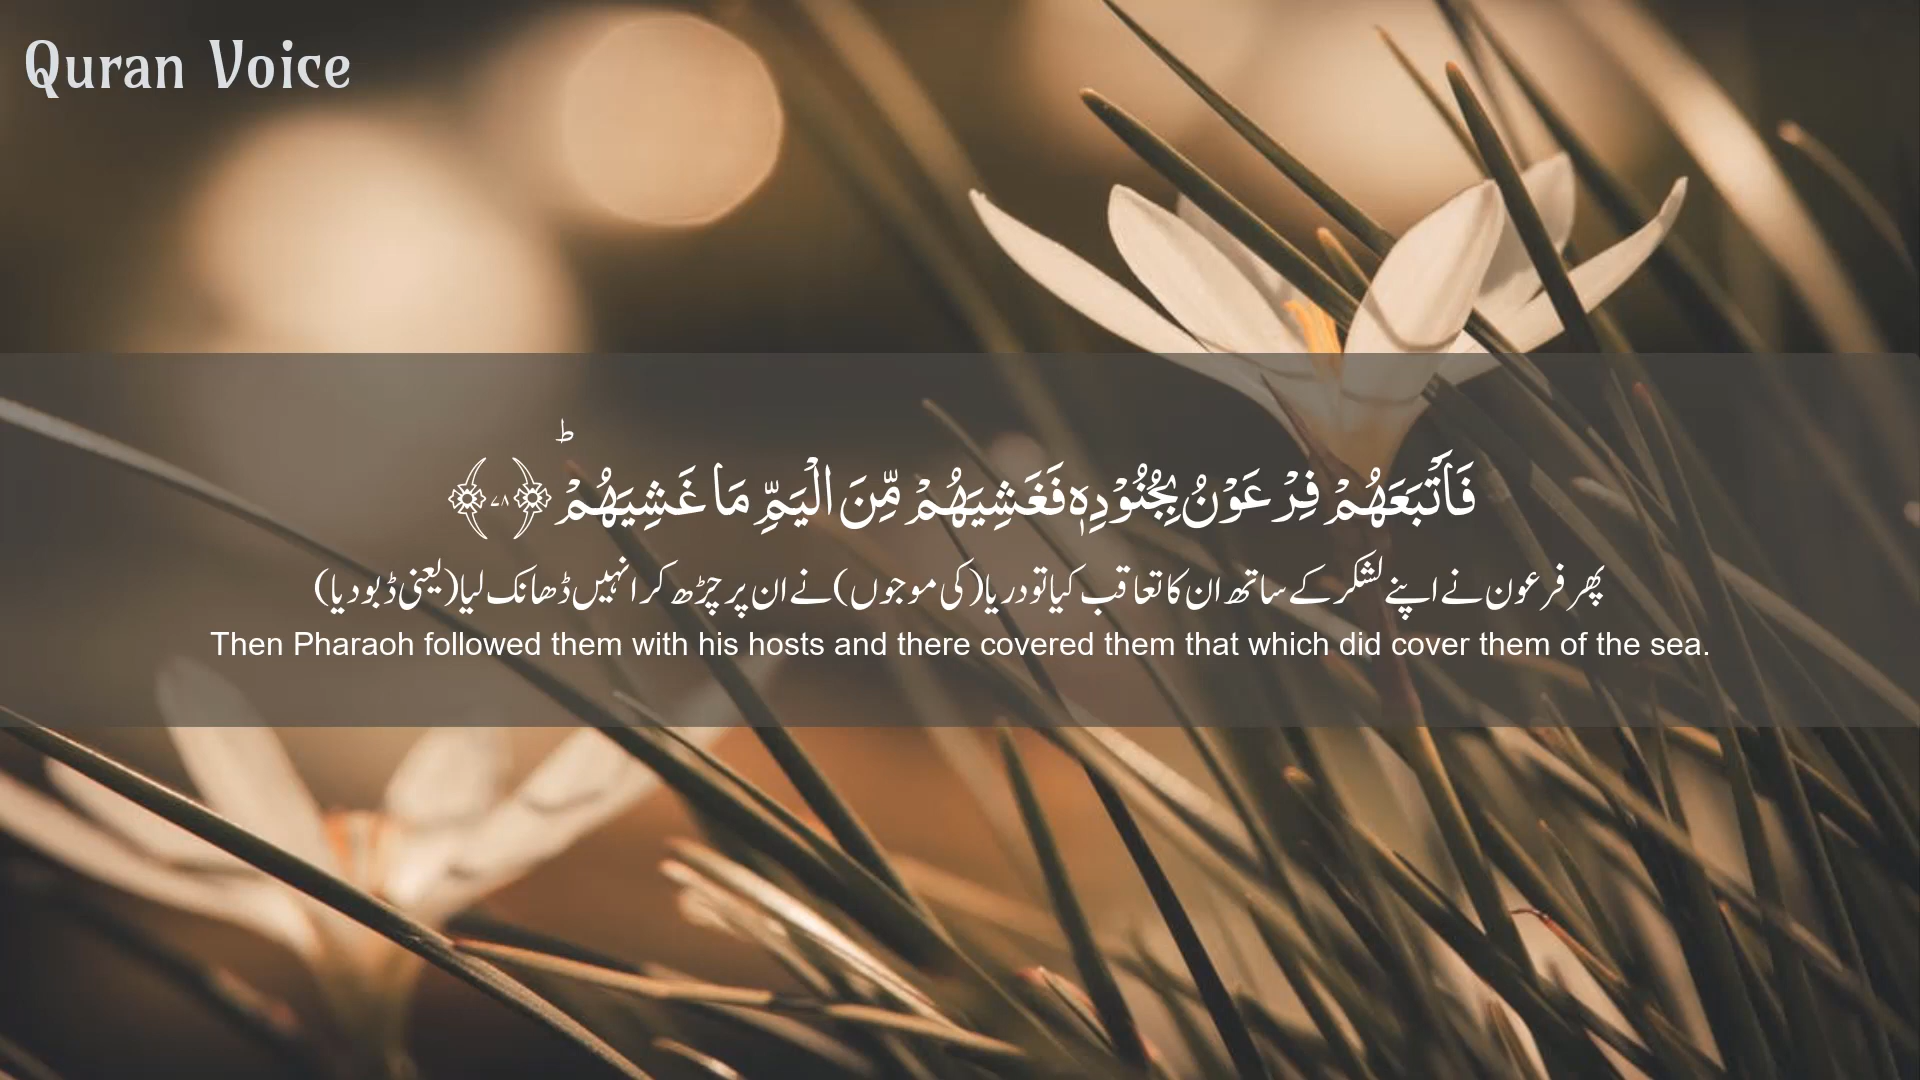 Quran Voice
فَاَتْبَعَهُمْ فِرْعَوْنُ بِجُنُوْدِهٖ فَغَشِيَهُمْ مِّنَ الْيَمِّ مَا غَشِيَهُمْ ؕ ﴿۷۸﴾
پھر فرعون نے اپنے لشکر کے ساتھ ان کا تعاقب کیا تو دریا (کی موجوں) نے ان پر چڑھ کر انہیں ڈھانک لیا (یعنی ڈبو دیا)
Then Pharaoh followed them with his hosts and there covered them that which did cover them of the sea.